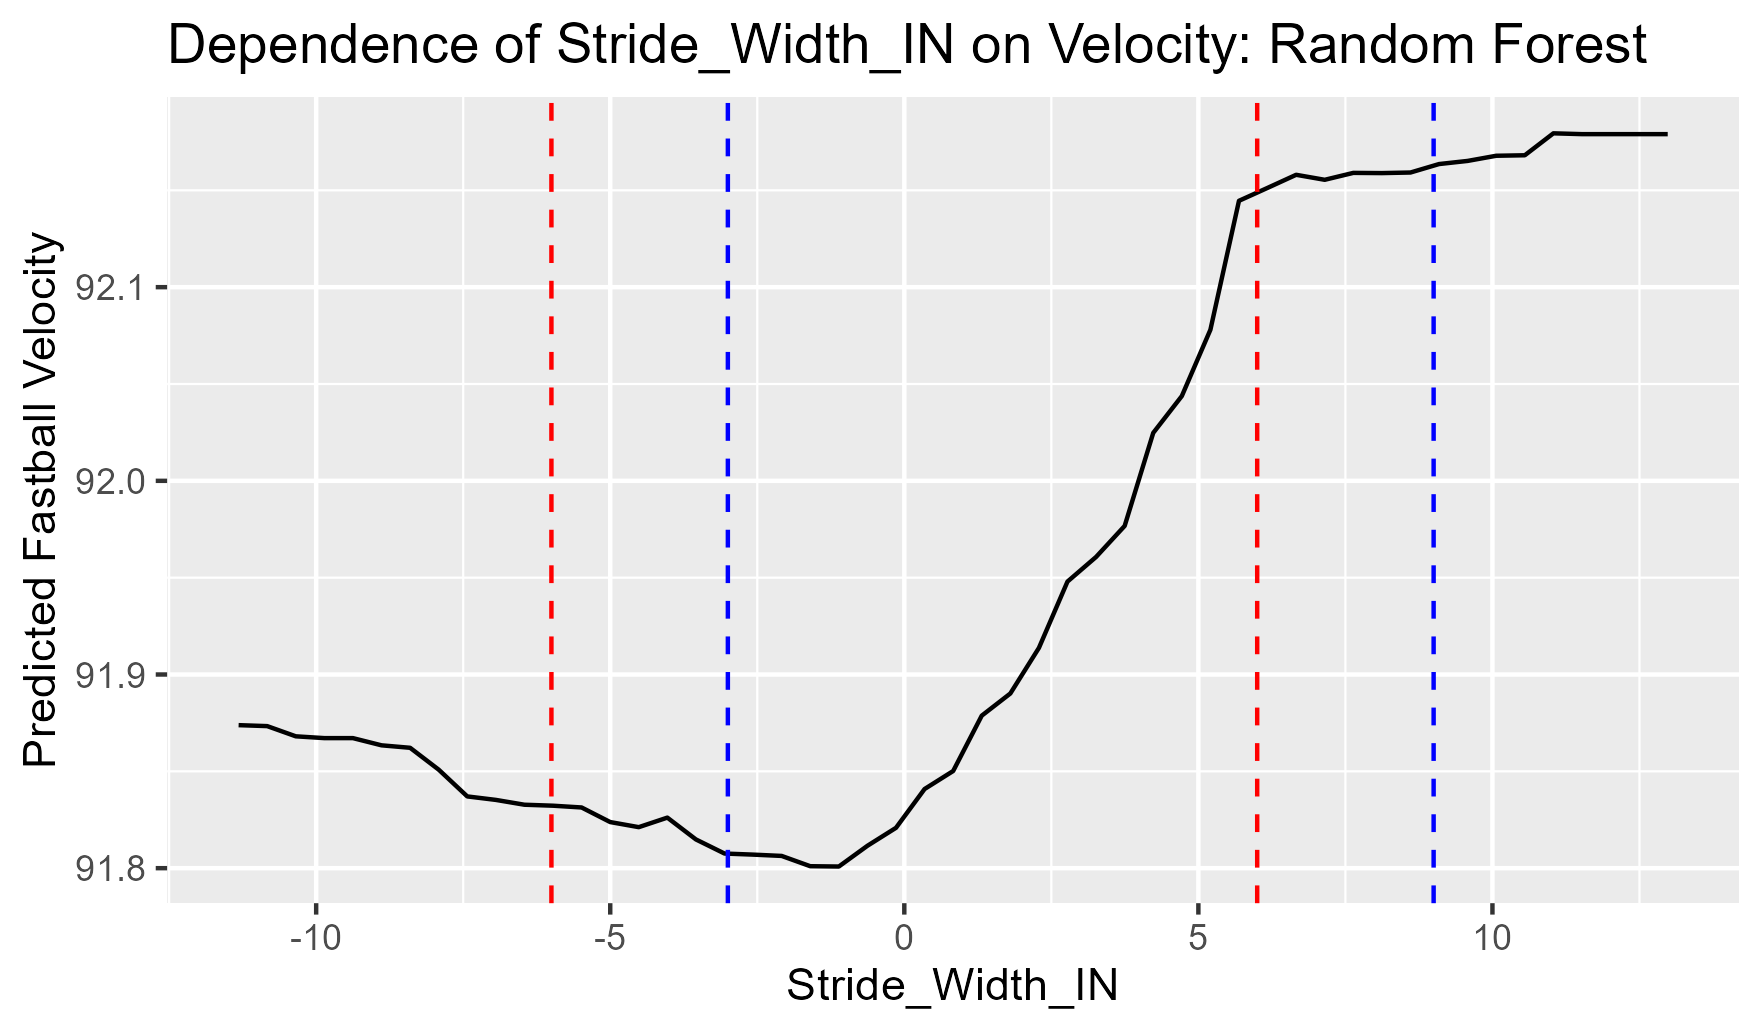 Dependence of Stride_Width_IN on Velocity: Random Forest
Predicted Fastball Velocity
92.1
92.0
91.9
91.8
-10 -5 0 5 10
Stride_Width_IN